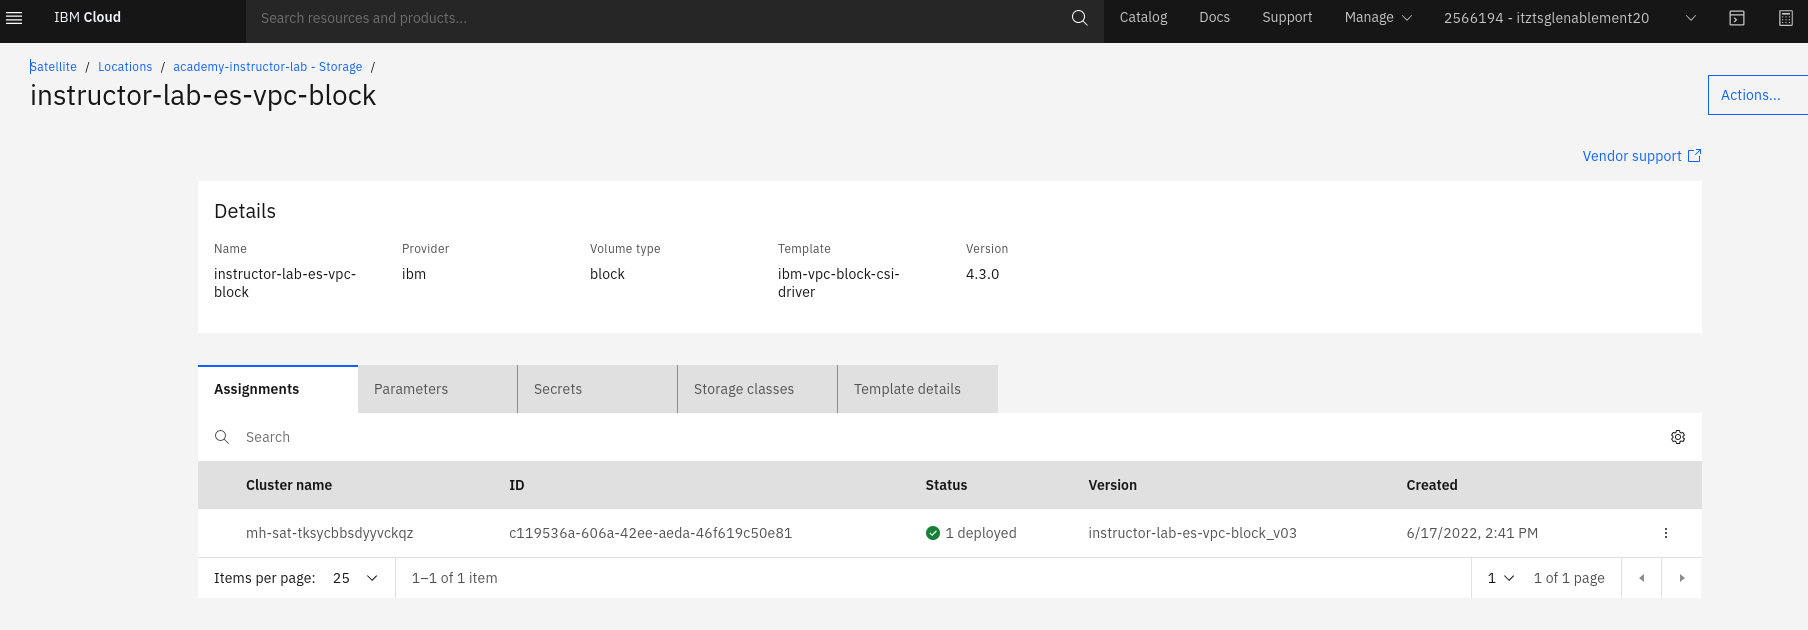 IBM Cloud
Search resources and products...
Catalog
Docs
Support
Manage
2566194 - itztsglenablement20
Satellite / Locations / academy-instructor-lab - Storage /
instructor-lab-es-vpc-block
Actions...
Vendor support
Details
Name
Provider
Volume type
Template
Version
instructor-lab-es-vpc-
block
ibm
block
ibm-vpc-block-csi-
driver
4.3.0
Assignments
Parameters
Secrets
Storage classes
Template details
Search
Cluster name
ID
Status
Version
Created
mh-sat-tksycbbsdyyvckqz
c119536a-606a-42ee-aeda-46f619c50e81
1 deployed
instructor-lab-es-vpc-block_v03
6/17/2022, 2:41 PM
Items per page: 25
1–1 of 1 item
1
1 of 1 page